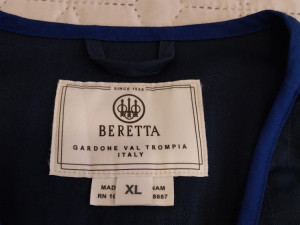 SINCE 1526
BERETTA
GARDONE VAL TROMPIA
ITALY
XL